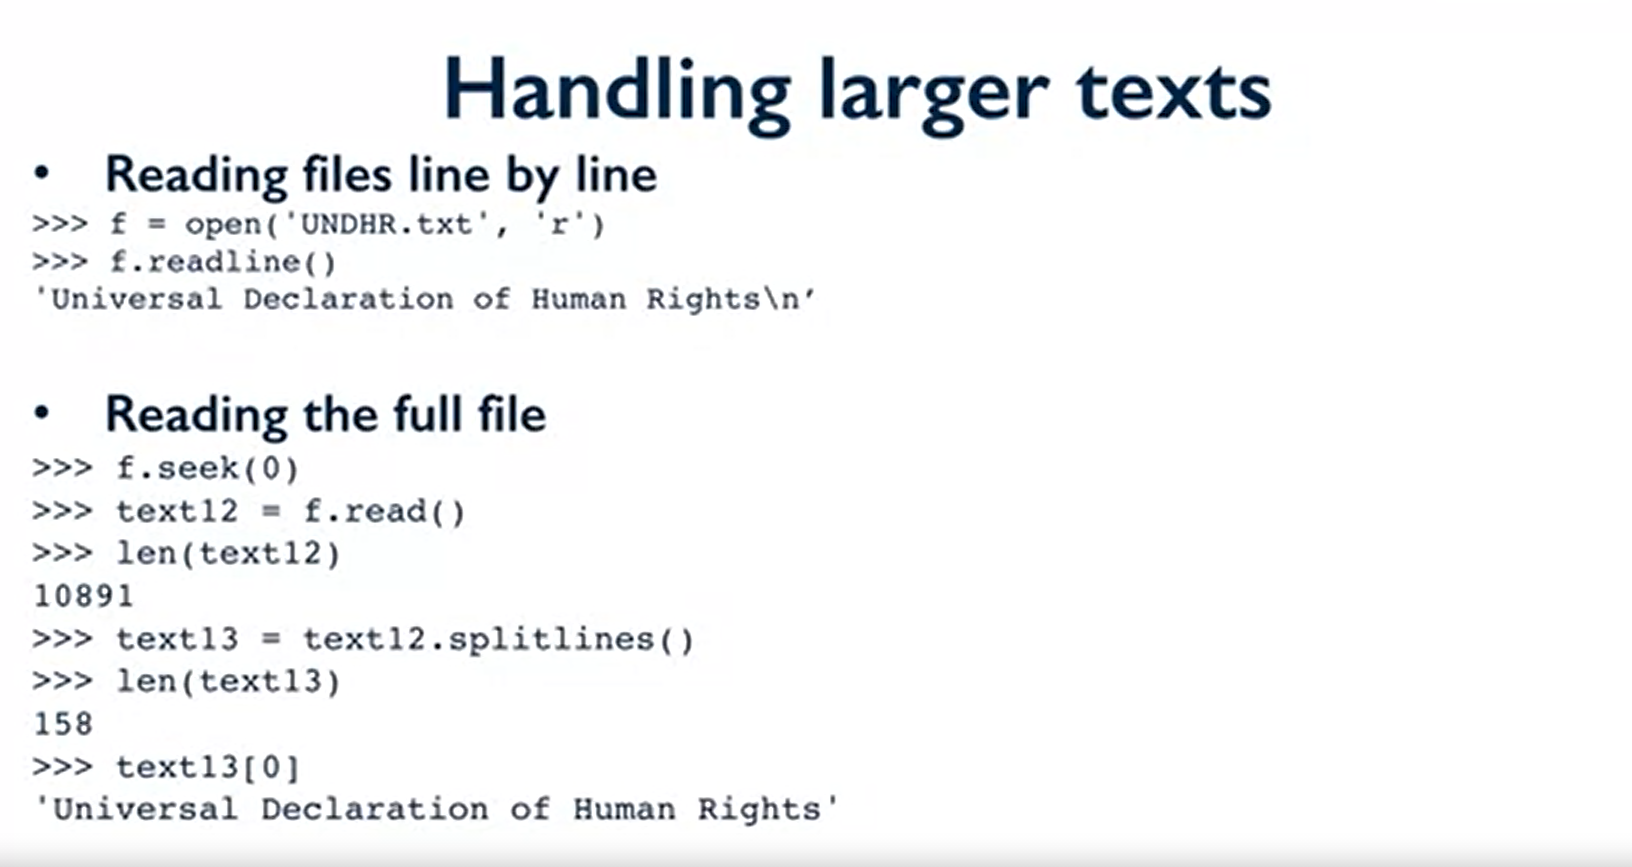 Handling larger texts
• Reading files line by line
>>> f = open('UNDHR.txt', 'r')
>>> f.readline()
'Universal Declaration of Human Rights\n’
• Reading the full file
>>> f.seek(0)
>>> text12 = f.read()
>>> len(text12)
10891
>>> text13 = text12.splitlines()
>>> len(text13)
158
>>> text13[0]
'Universal Declaration of Human Rights'